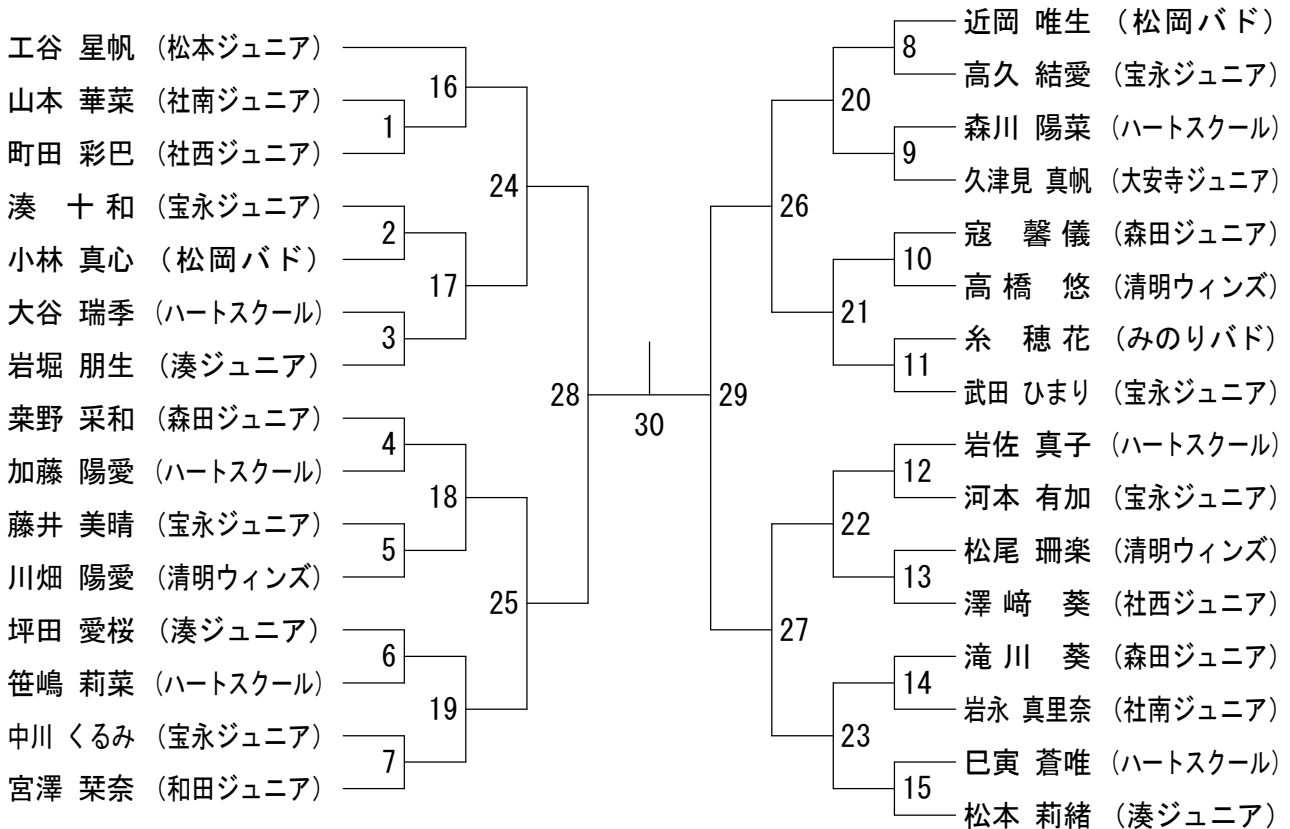 工谷 星帆 (松本ジュニア)
山本 華菜 (社南ジュニア)
町田 彩巴 (社西ジュニア)
湊 十和 (宝永ジュニア)
小林 真心 (松岡バド)
大谷 瑞季 (ハートスクール)
岩堀 朋生 (湊ジュニア)
桒野 采和 (森田ジュニア)
加藤 陽愛 (ハートスクール)
藤井 美晴 (宝永ジュニア)
川畑 陽愛 (清明ウィンズ)
坪田 愛桜 (湊ジュニア)
笹嶋 莉菜 (ハートスクール)
中川 くるみ (宝永ジュニア)
宮澤 栞奈 (和田ジュニア)
1
2
3
4
5
6
7
16
17
18
19
24
25
28
30
29
26
27
20
21
22
23
8
9
10
11
12
13
14
15
近岡 唯生 (松岡バド)
高久 結愛 (宝永ジュニア)
森川 陽菜 (ハートスクール)
久津見 真帆 (大安寺ジュニア)
寇 馨儀 (森田ジュニア)
高橋 悠 (清明ウィンズ)
糸 穂花 (みのりバド)
武田 ひまり (宝永ジュニア)
岩佐 真子 (ハートスクール)
河本 有加 (宝永ジュニア)
松尾 珊楽 (清明ウィンズ)
澤﨑 葵 (社西ジュニア)
滝川 葵 (森田ジュニア)
岩永 真里奈 (社南ジュニア)
巳寅 蒼唯 (ハートスクール)
松本 莉緒 (湊ジュニア)